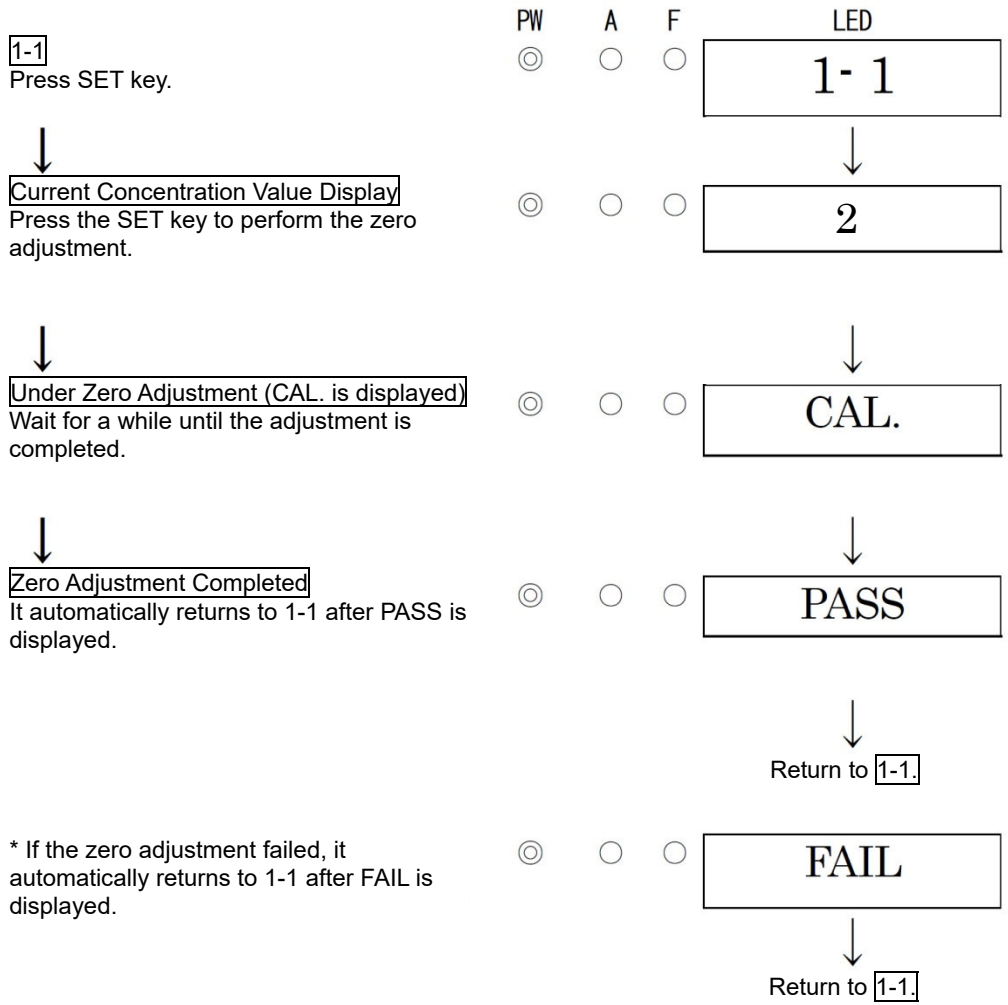 PW A F LED
1-1
Press SET key.
1- 1
Current Concentration Value Display
Press the SET key to perform the zero
adjustment.
2
Under Zero Adjustment (CAL. is displayed)
Wait for a while until the adjustment is
completed.
CAL.
Zero Adjustment Completed
It automatically returns to 1-1 after PASS is
displayed.
PASS
Return to 1-1.
* If the zero adjustment failed, it
automatically returns to 1-1 after FAIL is
displayed.
FAIL
Return to 1-1.